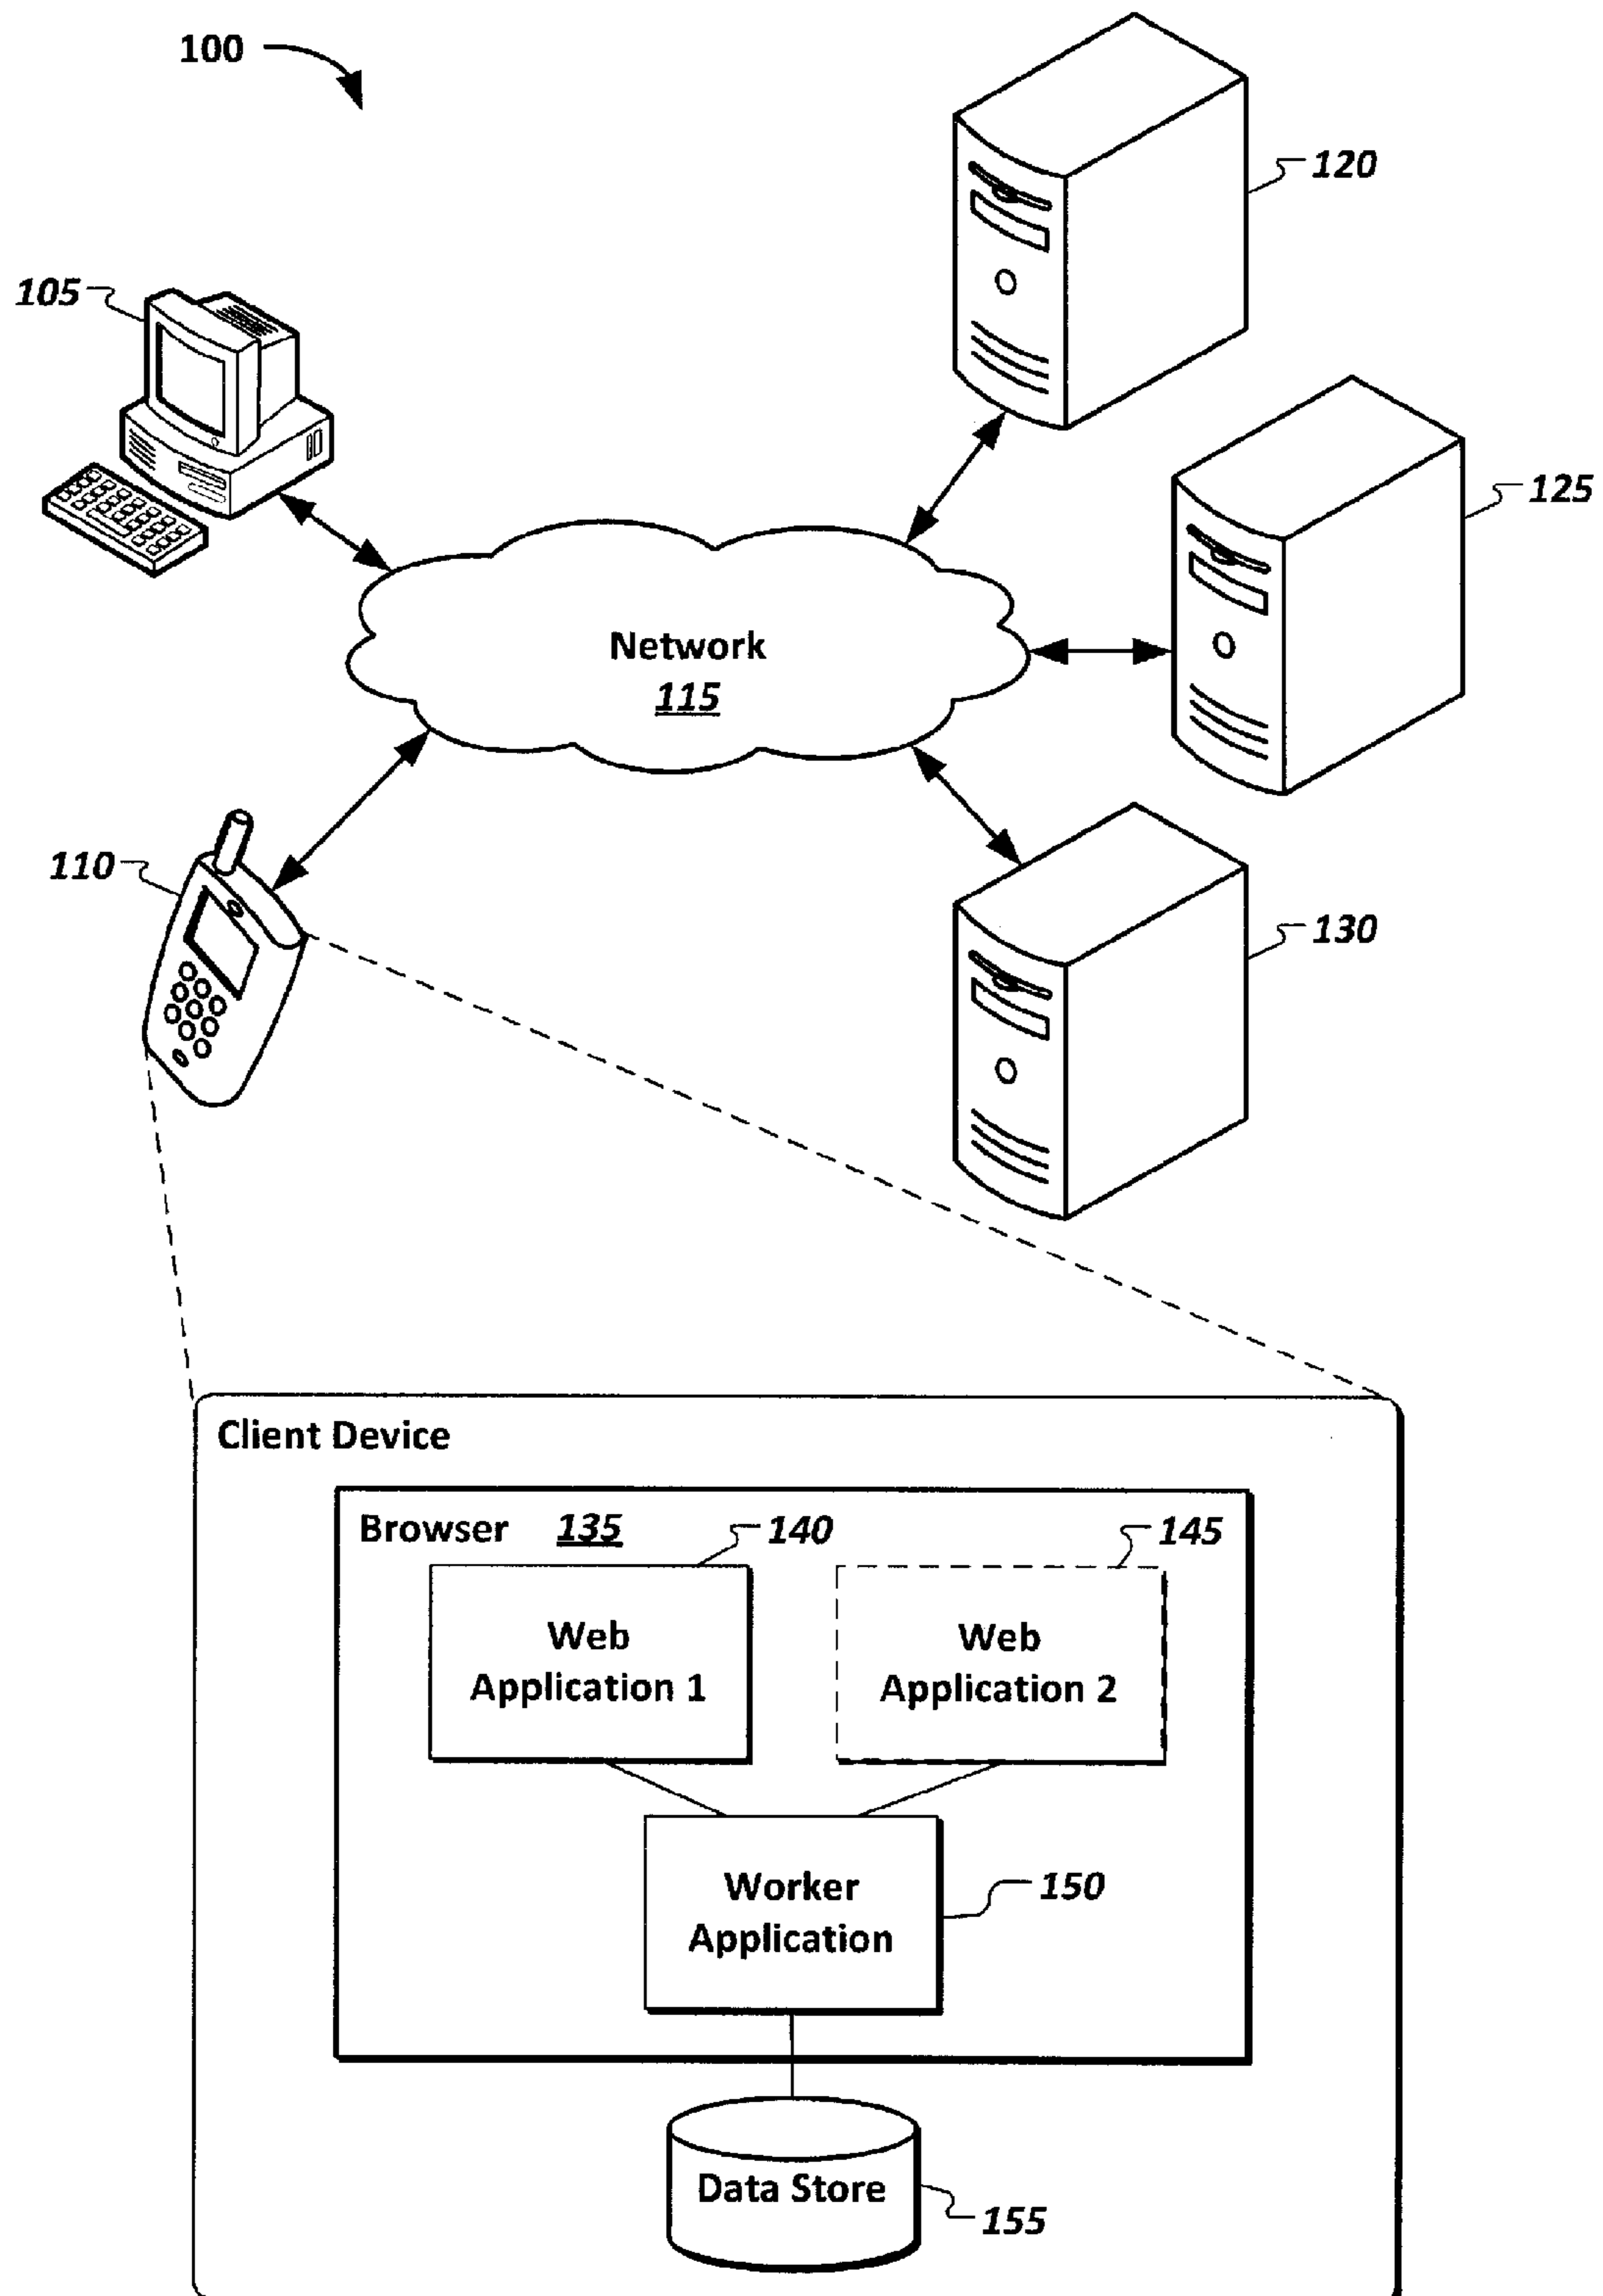 100
120
105
125
Network
115
110
130
Client Device
Browser 135
140
145
Web
Application 1
Web
Application 2
Worker
Application
150
Data Store
155